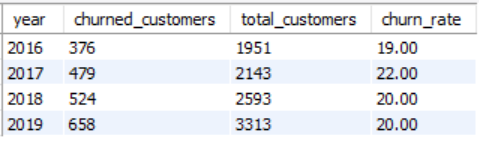 year churned_customers total_customers churn_rate
2016 376 1951 19.00
2017 479 2143 22.00
2018 524 2593 20.00
2019 658 3313 20.00